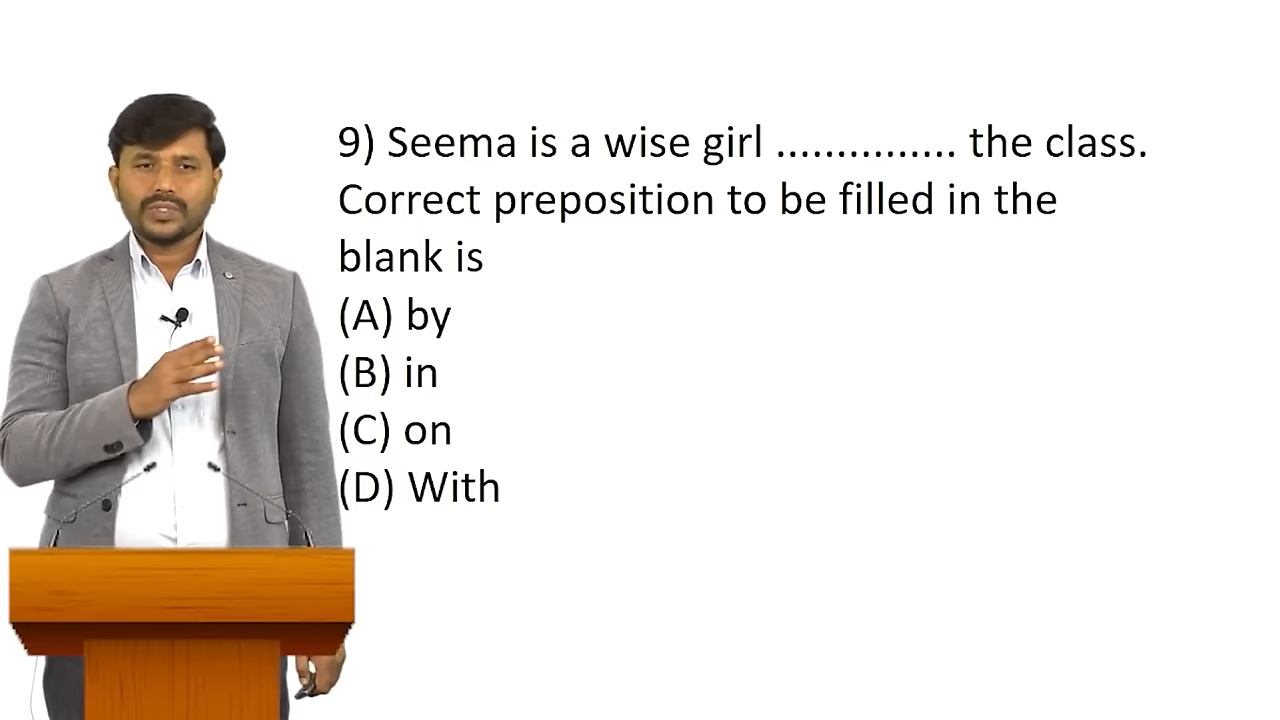 9) Seema is a wise girl ............... the class.
Correct preposition to be filled in the
blank is
(A) by
(B) in
(C) on
(D) With